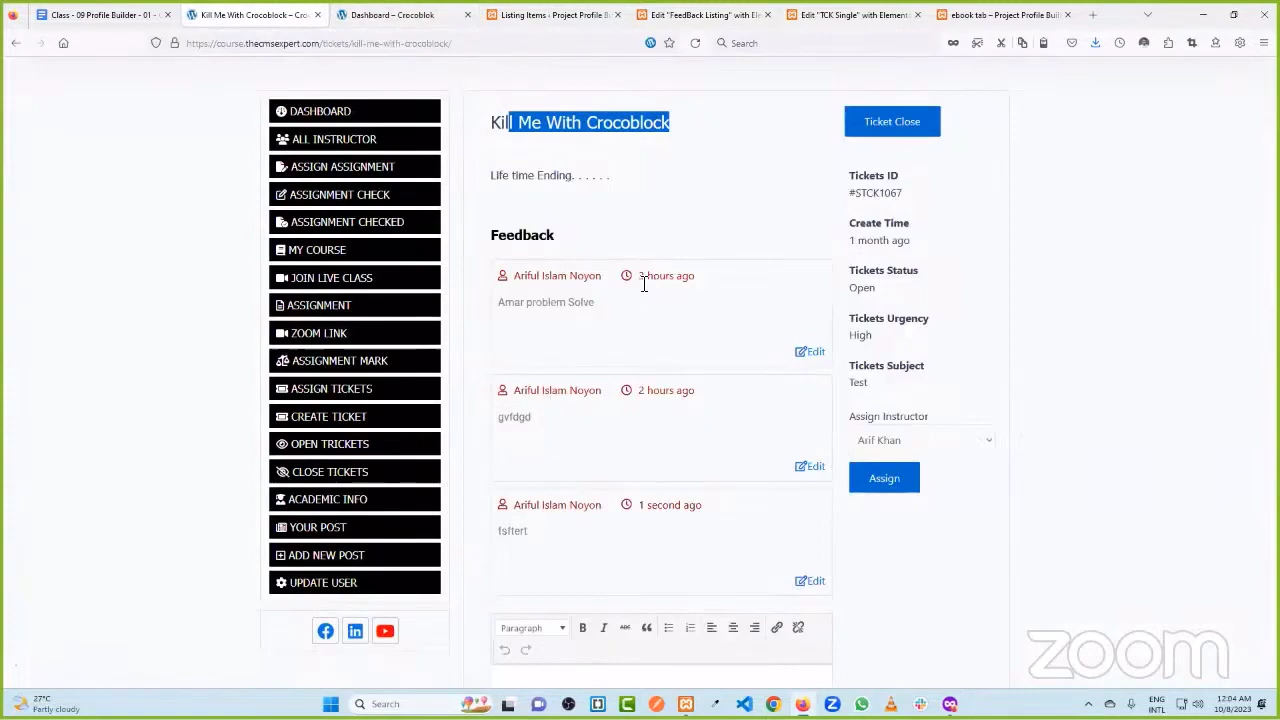 Class - 09 Profile Builder - 01 -
Kill Me With Crocoblock – Cro
Dashboard – Crocoblok
Listing Items ‹ Project Profile B
Edit "FeedBack listing" with Ele
Edit "TCK Single" with Element
ebook tab – Project Profile Buil
https://course.thecmsexpert.com/tickets/kill-me-with-crocoblock/
Search
DASHBOARD
ALL INSTRUCTOR
ASSIGN ASSIGNMENT
ASSIGNMENT CHECK
ASSIGNMENT CHECKED
MY COURSE
JOIN LIVE CLASS
ASSIGNMENT
ZOOM LINK
ASSIGNMENT MARK
ASSIGN TICKETS
CREATE TICKET
OPEN TRICKETS
CLOSE TICKETS
ACADEMIC INFO
YOUR POST
ADD NEW POST
UPDATE USER
Kill Me With Crocoblock
Life time Ending. . . . . .
Feedback
Ariful Islam Noyon 3 hours ago
Amar problem Solve
Edit
Ariful Islam Noyon 2 hours ago
gvfdgd
Edit
Ariful Islam Noyon 1 second ago
fsftert
Edit
Paragraph B I ABC
Ticket Close
Tickets ID
#STCK1067
Create Time
1 month ago
Tickets Status
Open
Tickets Urgency
High
Tickets Subject
Test
Assign Instructor
Arif Khan
Assign
zoom
27°C
Partly cloudy
Search
ENG
INTL
12:04 AM
10/8/2023